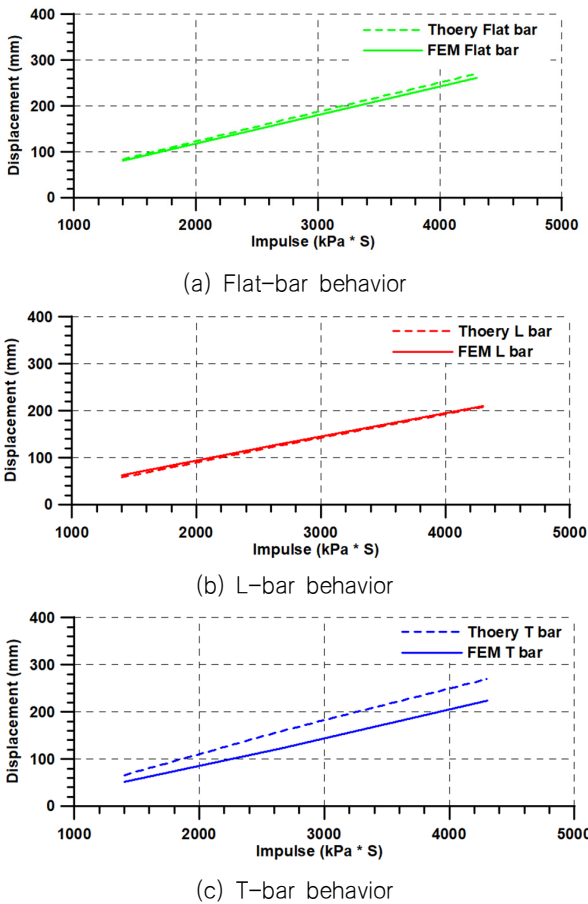 400
Thoery Flat bar
FEM Flat bar
300
200
100
0
Displacement (mm)
1000 2000 3000 4000 5000
Impulse (kPa * S)
(a) Flat-bar behavior
400
Thoery L bar
FEM L bar
300
200
100
0
Displacement (mm)
1000 2000 3000 4000 5000
Impulse (kPa * S)
(b) L-bar behavior
400
Thoery T bar
FEM T bar
300
200
100
0
Displacement (mm)
1000 2000 3000 4000 5000
Impulse (kPa * S)
(c) T-bar behavior